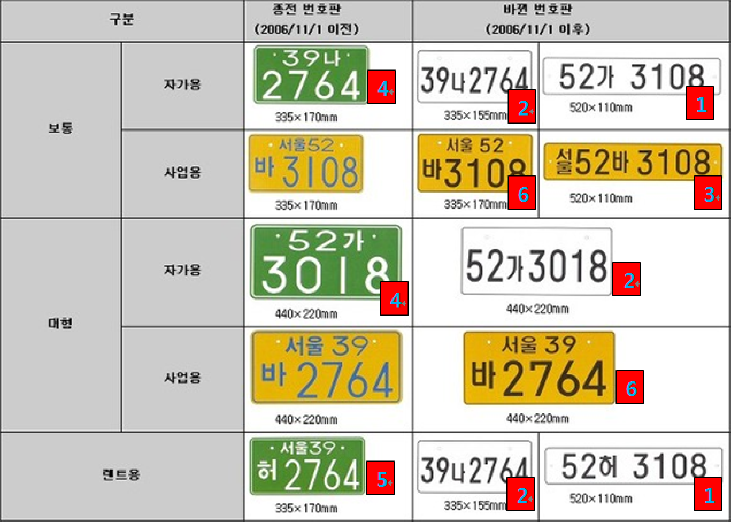 구분
종전 번호판
(2006/11/1 이전)
바뀐 번호판
(2006/11/1 이후)
보통
자가용
39나
2764
4
335×170mm
39나2764
2
335×155mm
52가 3108
1
520×110mm
사업용
서울52
바3108
335×170mm
서울 52
바3108
6
335×170mm
서울52바3108
3
520×110mm
대형
자가용
52가
3018
4
440×220mm
52가3018
2
440×220mm
사업용
서울 39
바2764
440×220mm
서울 39
바2764
6
440×220mm
렌트용
서울39
허2764
5
335×170mm
39나2764
2
335×155mm
52허 3108
1
520×110mm